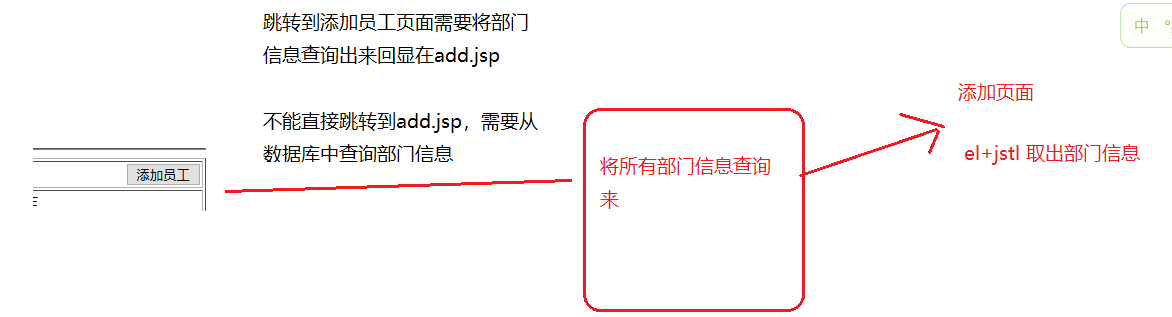 跳转到添加员工页面需要将部门
信息查询出来回显在add.jsp
不能直接跳转到add.jsp，需要从
数据库中查询部门信息
添加员工
将所有部门信息查询
来
添加页面
el+jstl 取出部门信息
中 °